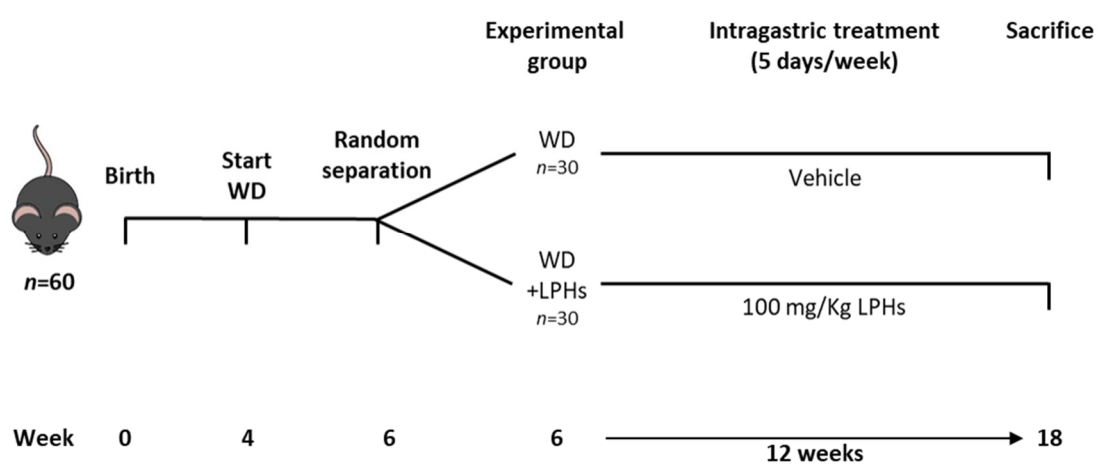 Experimental
group
Intragastric treatment
(5 days/week)
Sacrifice
Birth
Start
WD
Random
separation
WD
n=30
Vehicle
n=60
WD
+LPHs
n=30
100 mg/Kg LPHs
Week 0 4 6 6 18
12 weeks